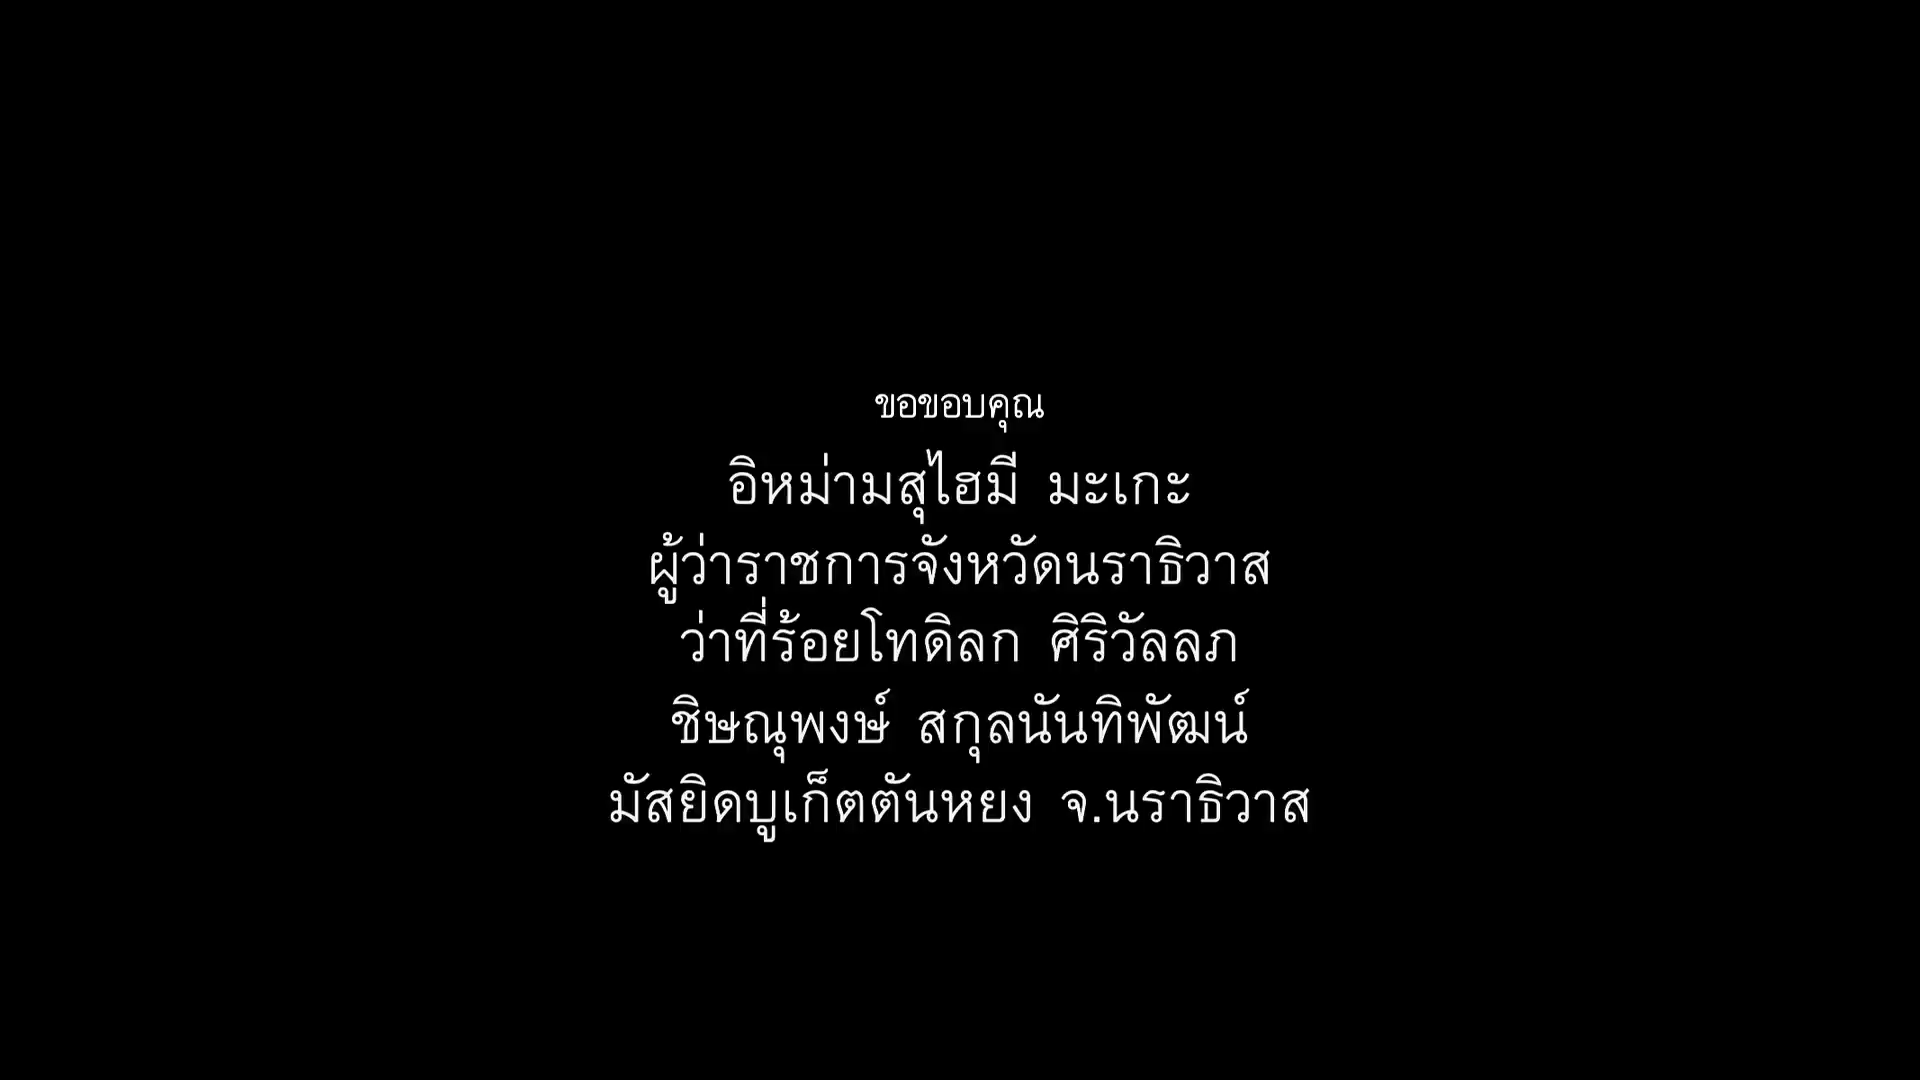 ขอขอบคุณ
อิหม่ามสุไฮมี มะเกะ
ผู้ว่าราชการจังหวัดนราธิวาส
ว่าที่ร้อยโทดิลก ศิริวัลลภ
ชิษณุพงษ์ สกุลนันทิพัฒน์
มัสยิดบูเก็ตตันหยง จ.นราธิวาส